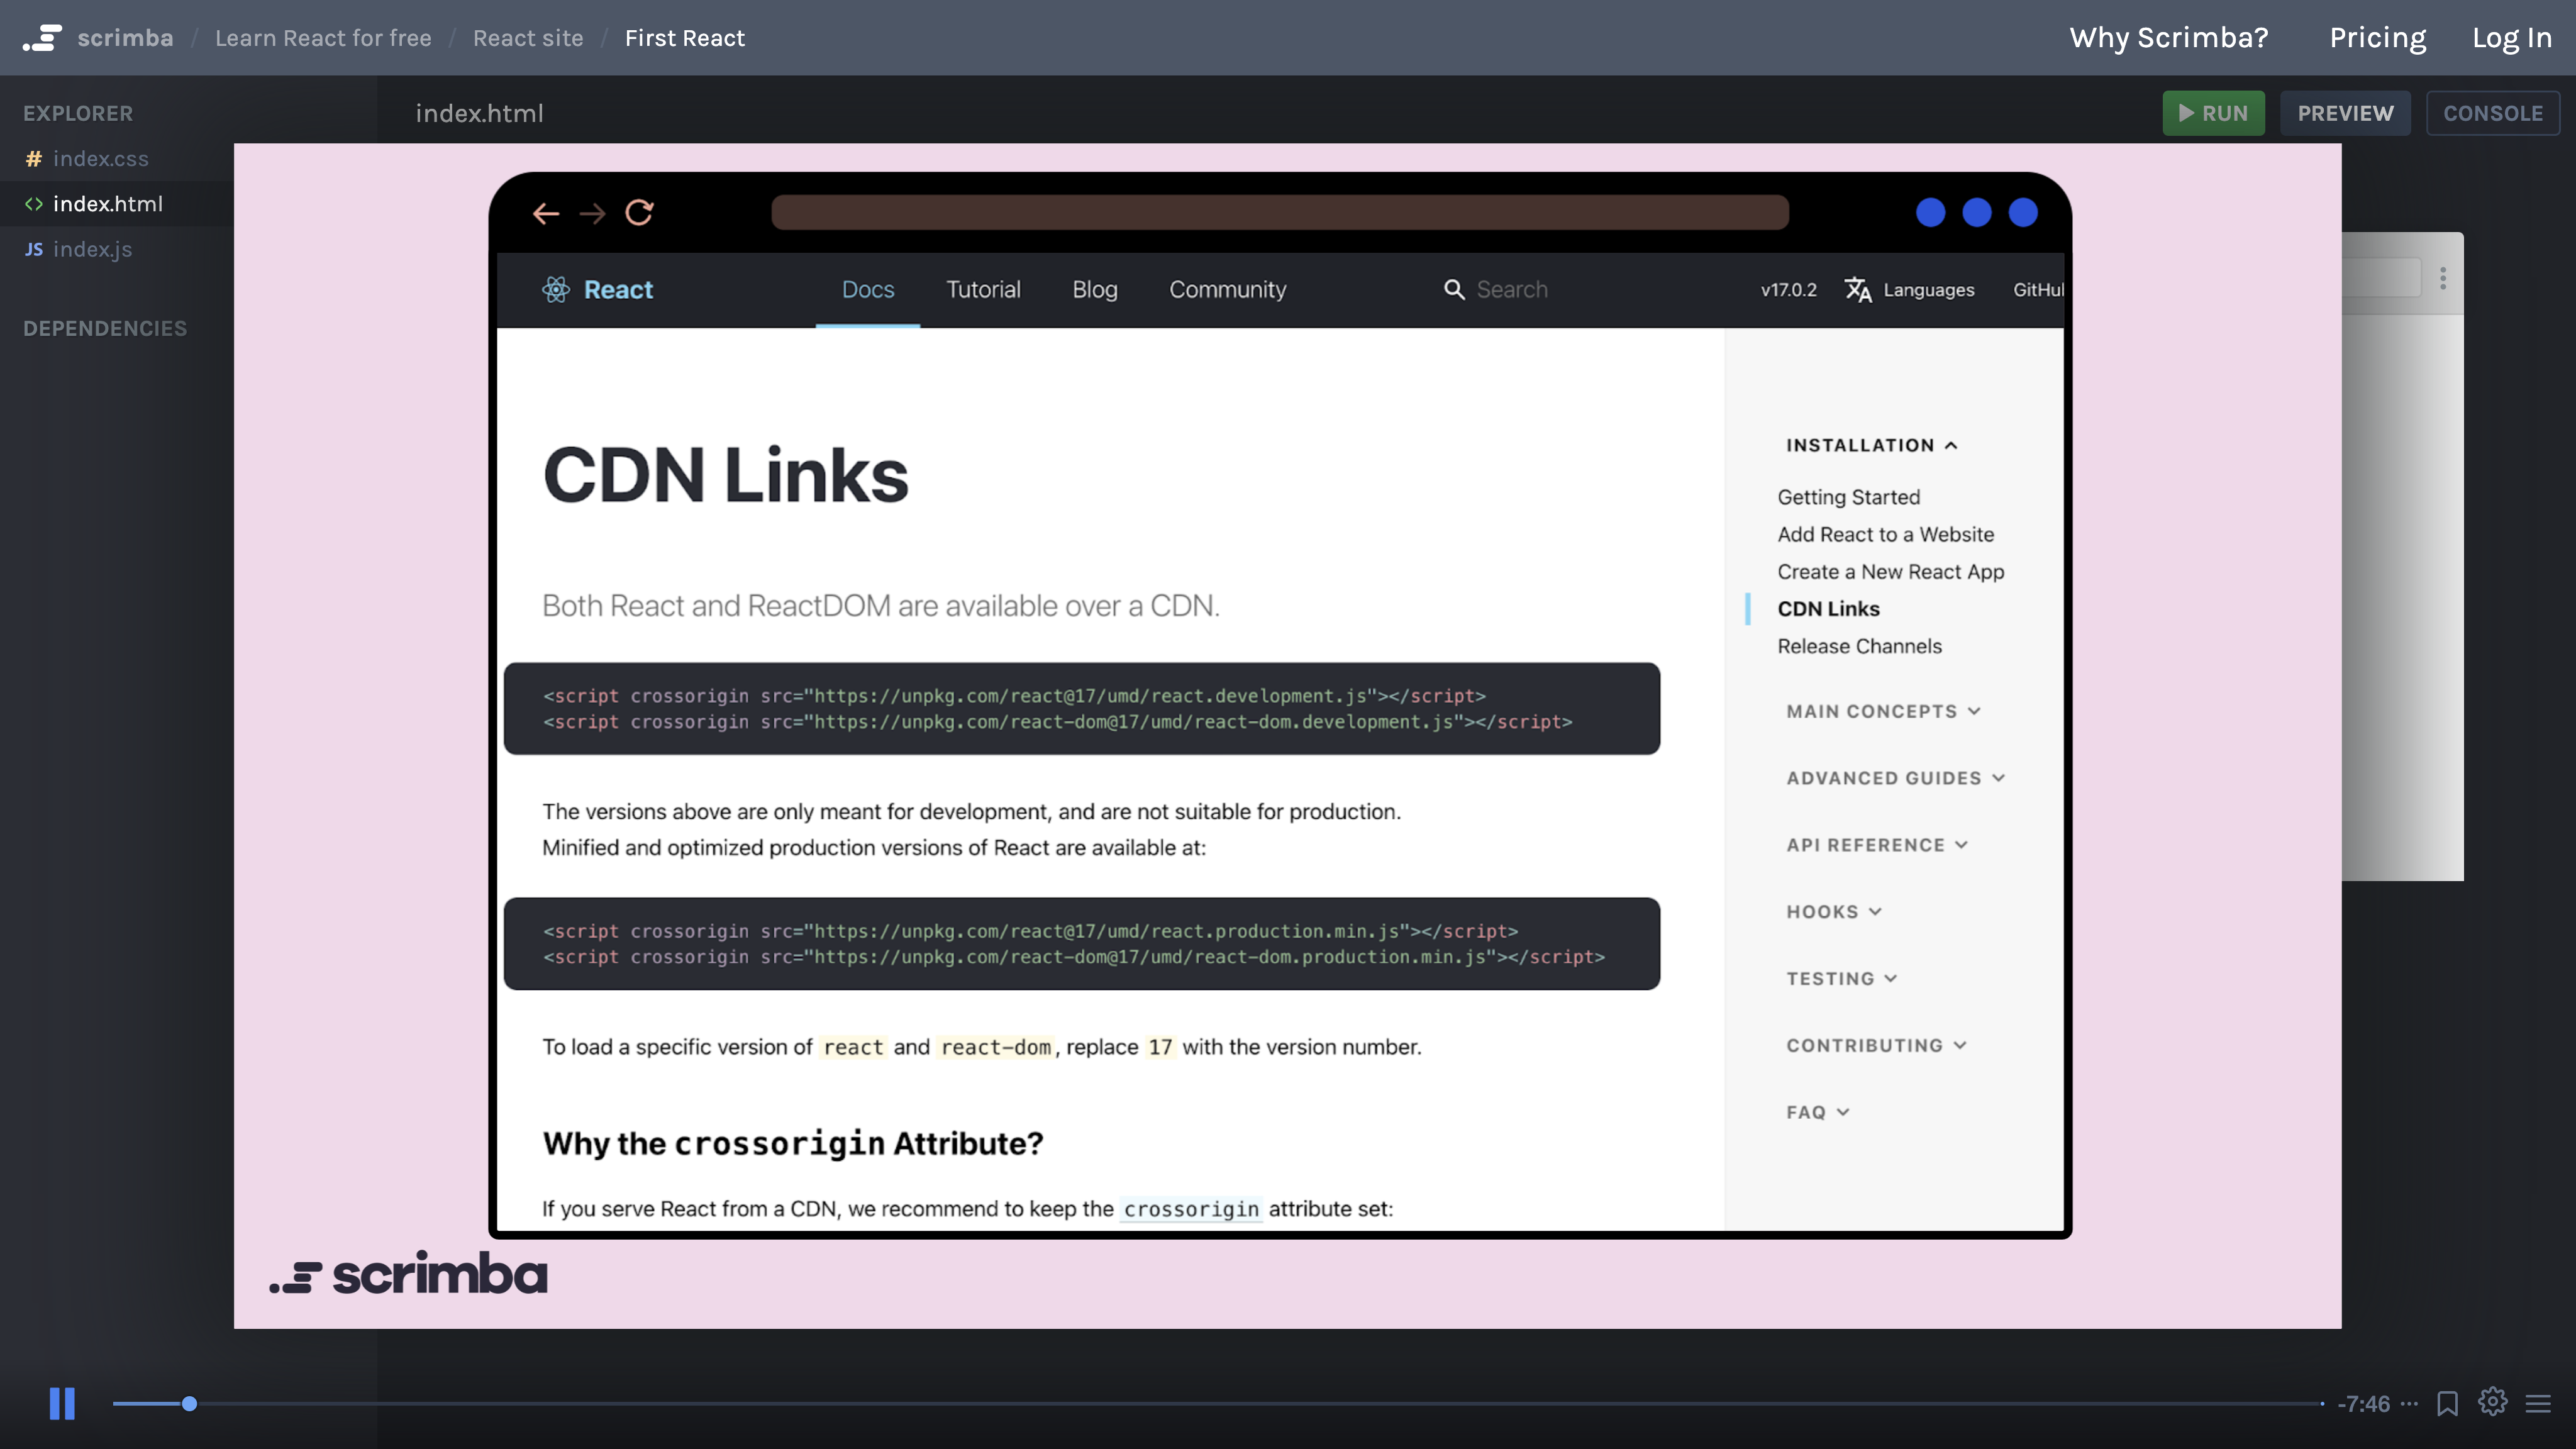 scrimba / Learn React for free / React site / First React
Why Scrimba? Pricing Log In
EXPLORER
# index.css
<> index.html
JS index.js
DEPENDENCIES
index.html
RUN PREVIEW CONSOLE
React Docs Tutorial Blog Community Search v17.0.2 Languages GitHu
CDN Links
Both React and ReactDOM are available over a CDN.
<script crossorigin src="https://unpkg.com/react@17/umd/react.development.js"></script>
<script crossorigin src="https://unpkg.com/react-dom@17/umd/react-dom.development.js"></script>
The versions above are only meant for development, and are not suitable for production.
Minified and optimized production versions of React are available at:
<script crossorigin src="https://unpkg.com/react@17/umd/react.production.min.js"></script>
<script crossorigin src="https://unpkg.com/react-dom@17/umd/react-dom.production.min.js"></script>
To load a specific version of react and react-dom, replace 17 with the version number.
Why the crossorigin Attribute?
If you serve React from a CDN, we recommend to keep the crossorigin attribute set:
INSTALLATION
Getting Started
Add React to a Website
Create a New React App
CDN Links
Release Channels
MAIN CONCEPTS
ADVANCED GUIDES
API REFERENCE
HOOKS
TESTING
CONTRIBUTING
FAQ
scrimba
-7:46